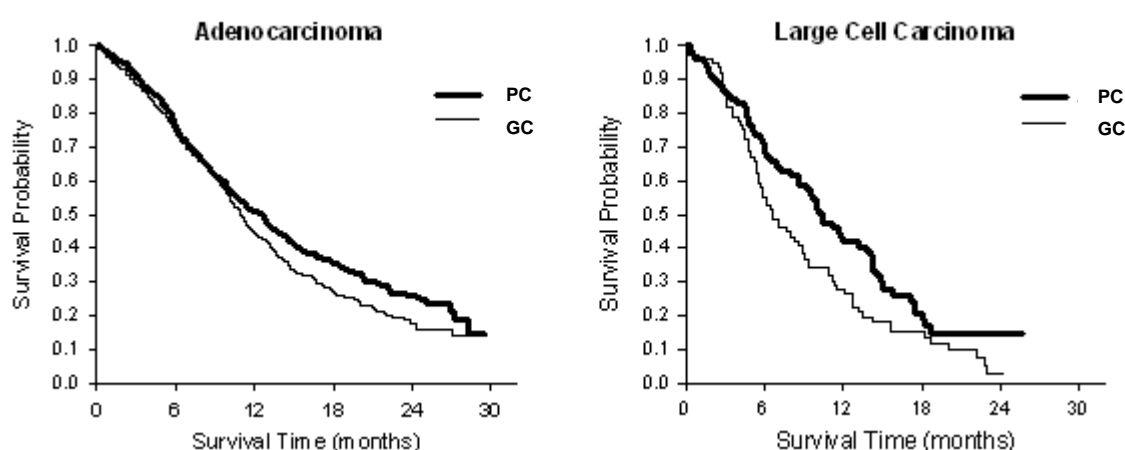 Adenocarcinoma
Survival Probability
1.0
0.9
0.8
0.7
0.6
0.5
0.4
0.3
0.2
0.1
0.0
PC
GC
0 6 12 18 24 30
Survival Time (months)
Large Cell Carcinoma
Survival Probability
1.0
0.9
0.8
0.7
0.6
0.5
0.4
0.3
0.2
0.1
0.0
PC
GC
0 6 12 18 24 30
Survival Time (months)